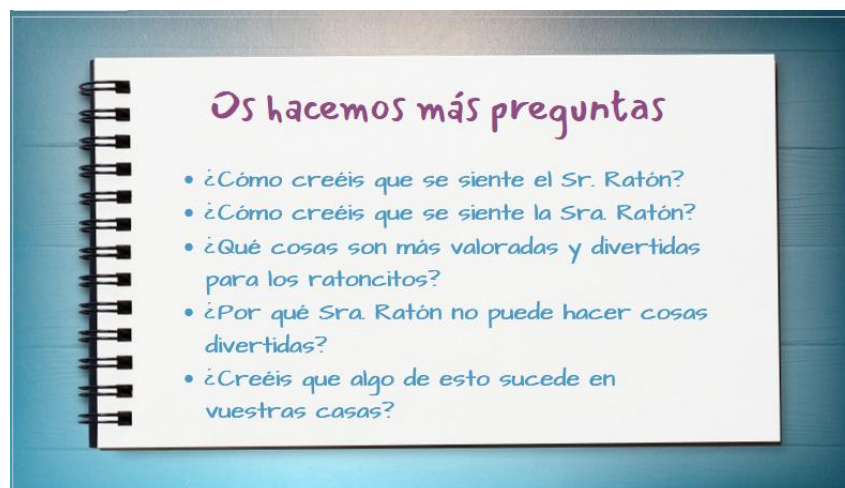 Os hacemos más preguntas
• ¿Cómo creéis que se siente el Sr. Ratón?
• ¿Cómo creéis que se siente la Sra. Ratón?
• ¿Qué cosas son más valoradas y divertidas
para los ratoncitos?
• ¿Por qué Sra. Ratón no puede hacer cosas
divertidas?
• ¿Creéis que algo de esto sucede en
vuestras casas?